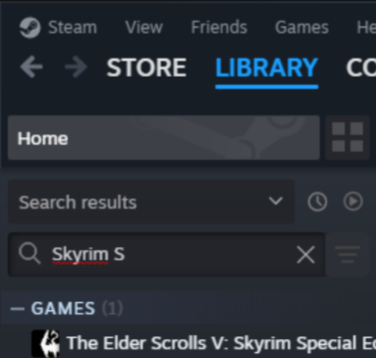 Steam View Friends Games He
STORE LIBRARY CO
Home
Search results
Skyrim S
— GAMES (1)
The Elder Scrolls V: Skyrim Special Ed